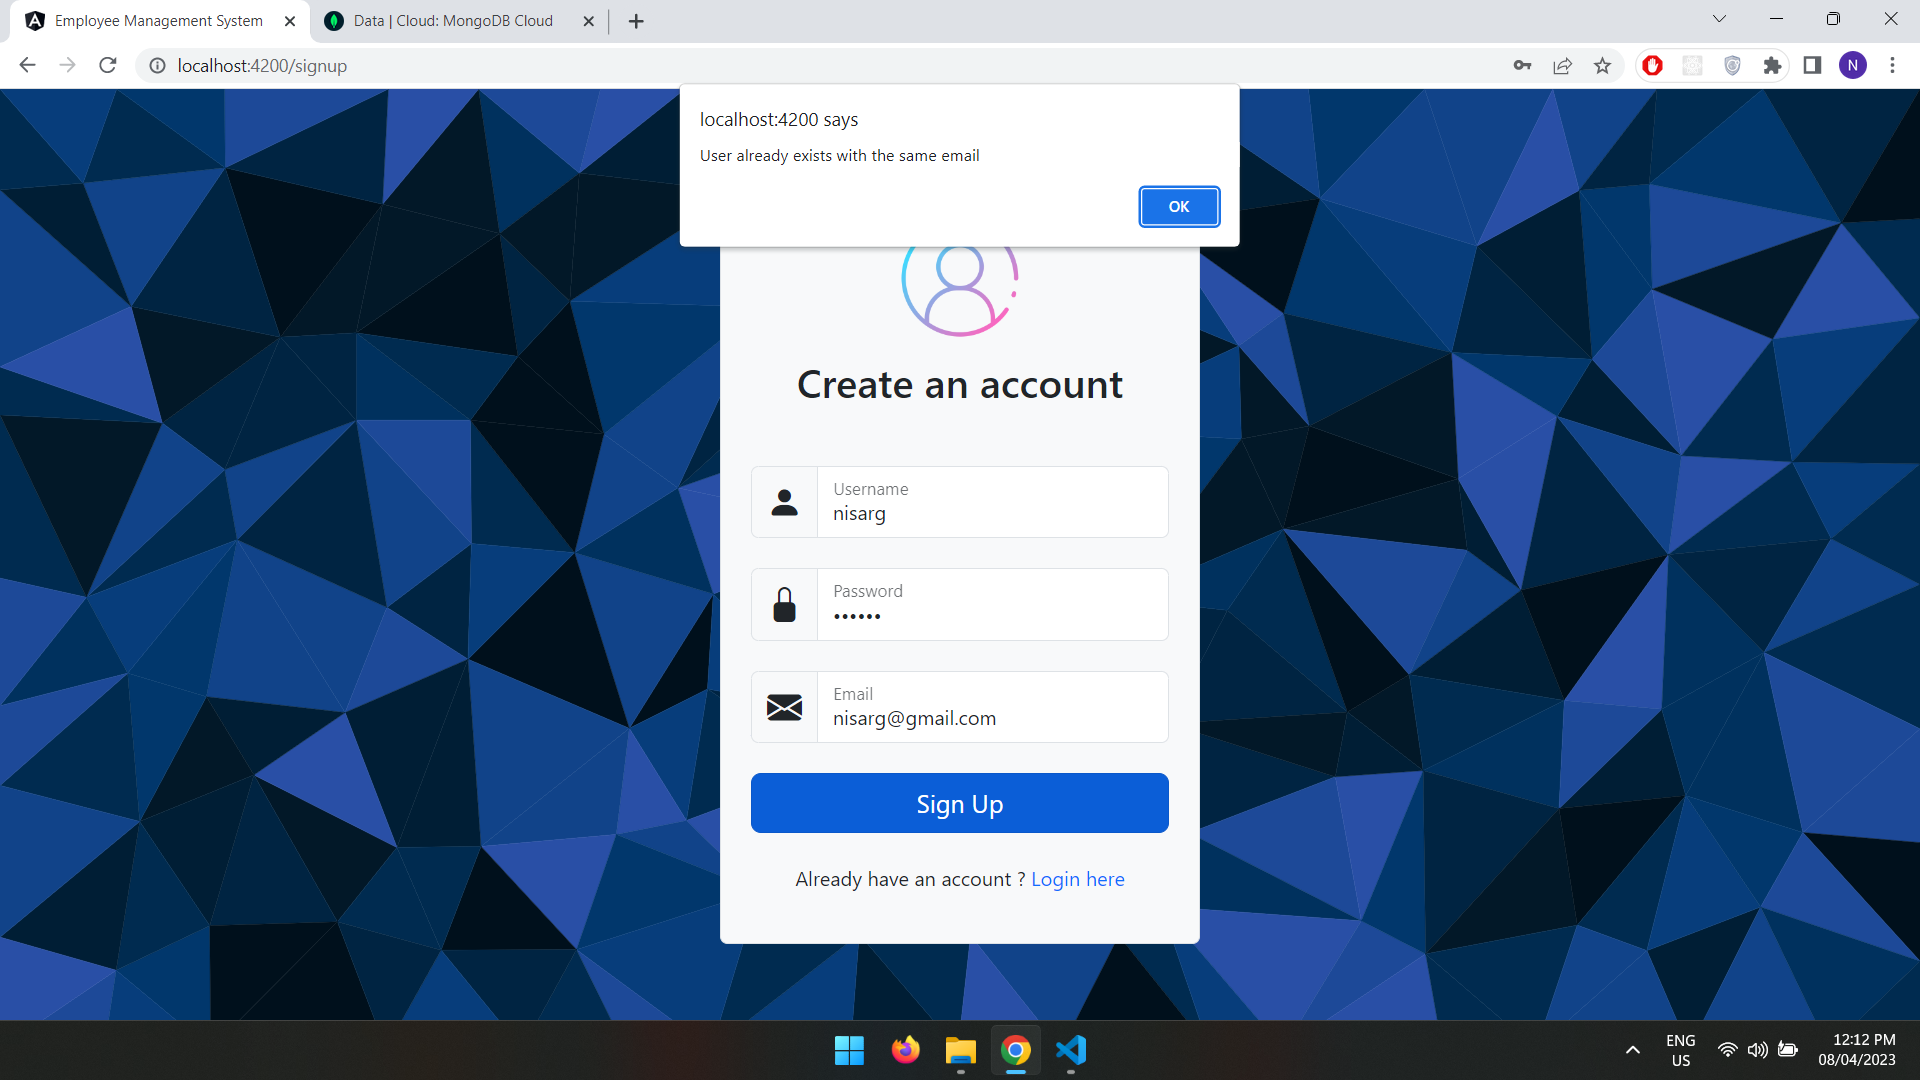 Employee Management System
Data | Cloud: MongoDB Cloud
localhost:4200/signup
N
localhost:4200 says
User already exists with the same email
OK
Create an account
Username
nisarg
Password
••••••
Email
nisarg@gmail.com
Sign Up
Already have an account ? Login here
ENG
US
12:12 PM
08/04/2023